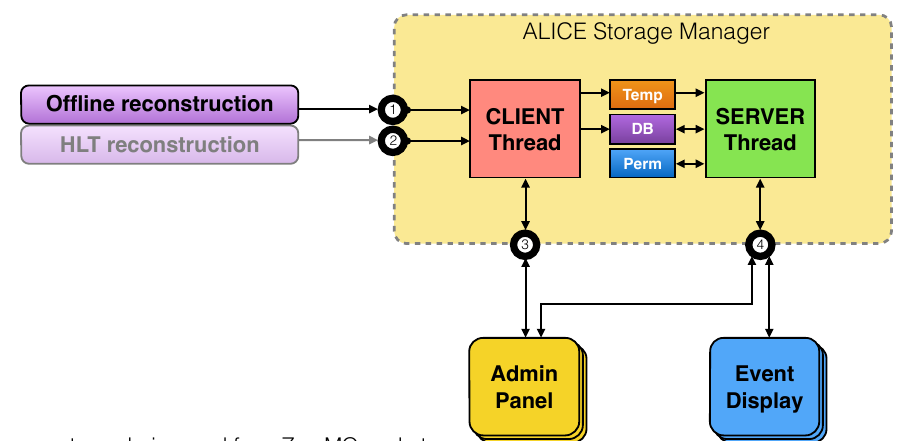 ALICE Storage Manager
Offline reconstruction
HLT reconstruction
1
2
CLIENT
Thread
Temp
DB
Perm
SERVER
Thread
3
4
Admin
Panel
Event
Display